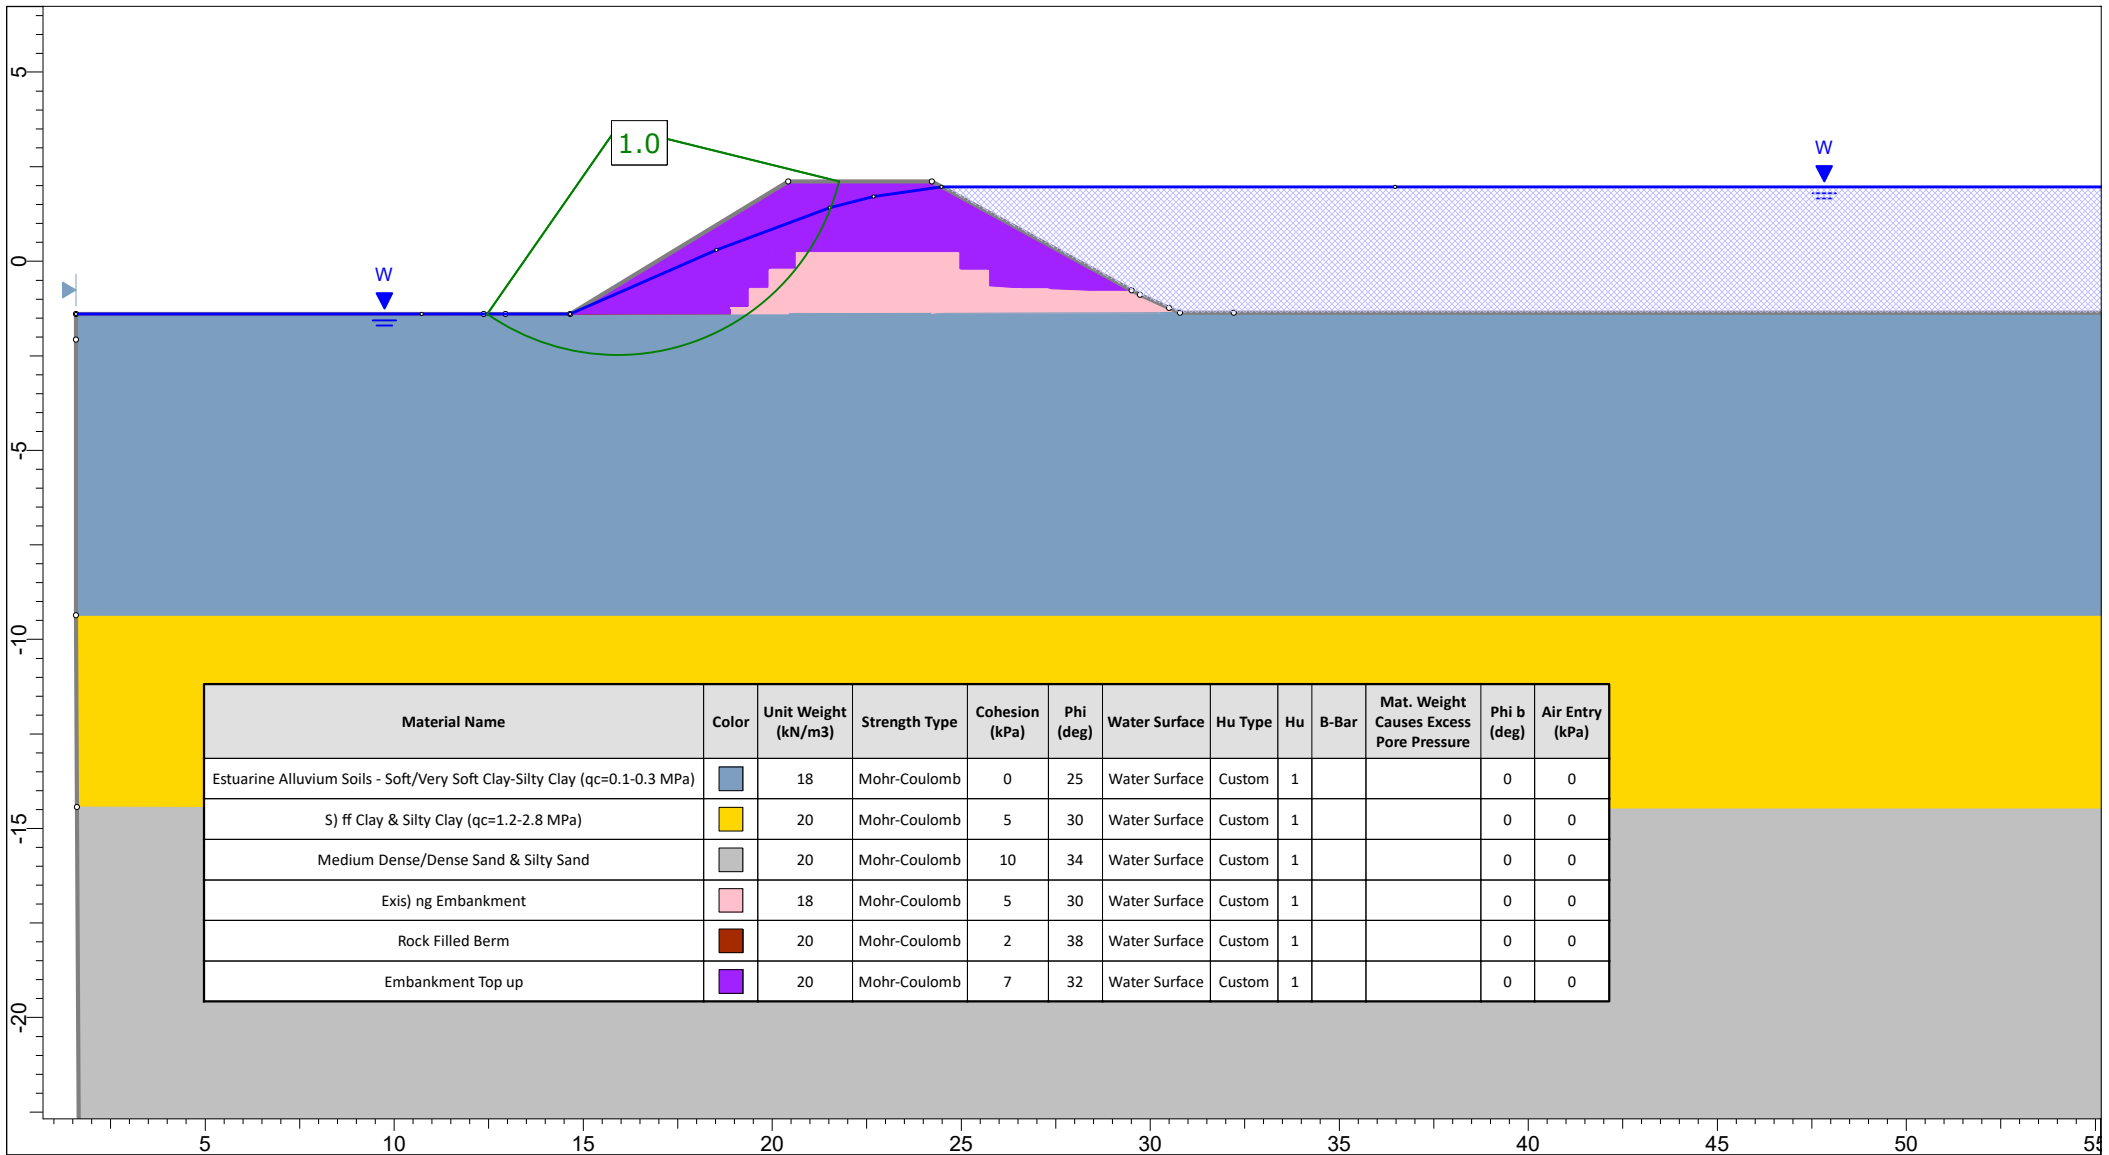 5
0
-5
-10
-15
-20
1.0
W
W
Material Name Color Unit Weight (kN/m3) Strength Type Cohesion (kPa) Phi (deg) Water Surface Hu Type Hu B-Bar Mat. Weight Causes Excess Pore Pressure Phi b (deg) Air Entry (kPa)
Estuarine Alluvium Soils - Soft/Very Soft Clay-Silty Clay (qc=0.1-0.3 MPa) 18 Mohr-Coulomb 0 25 Water Surface Custom 1 0 0
S) ff Clay & Silty Clay (qc=1.2-2.8 MPa) 20 Mohr-Coulomb 5 30 Water Surface Custom 1 0 0
Medium Dense/Dense Sand & Silty Sand 20 Mohr-Coulomb 10 34 Water Surface Custom 1 0 0
Exis) ng Embankment 18 Mohr-Coulomb 5 30 Water Surface Custom 1 0 0
Rock Filled Berm 20 Mohr-Coulomb 2 38 Water Surface Custom 1 0 0
Embankment Top up 20 Mohr-Coulomb 7 32 Water Surface Custom 1 0 0
5 10 15 20 25 30 35 40 45 50 55